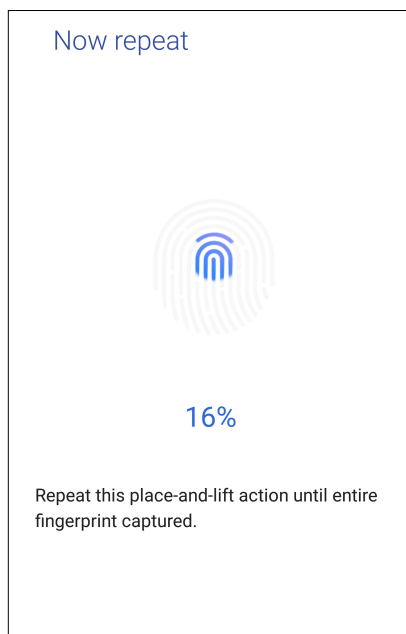 Now repeat
16%
Repeat this place-and-lift action until entire
fingerprint captured.